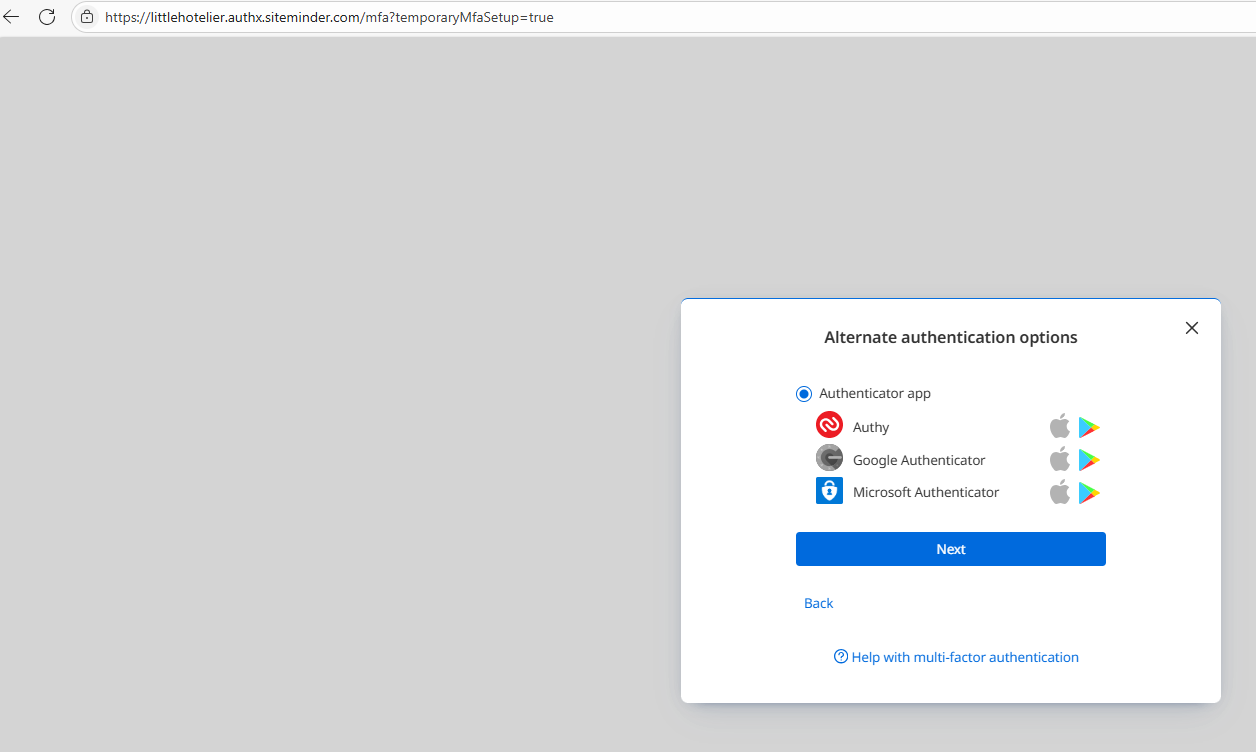 https://littlehotelier.authx.siteminder.com/mfa?temporaryMfaSetup=true
Alternate authentication options
Authenticator app
Authy
Google Authenticator
Microsoft Authenticator
Next
Back
Help with multi-factor authentication